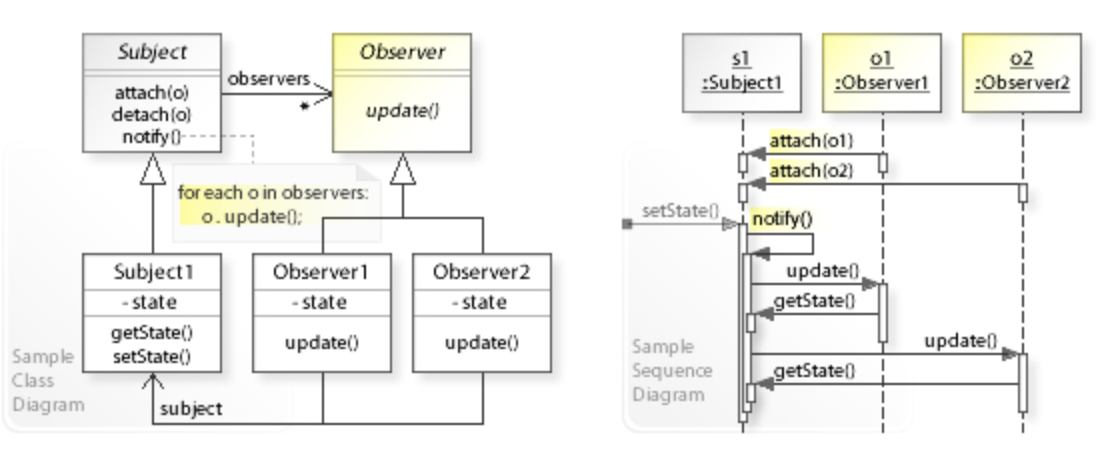 Subject
attach(o)
detach(o)
notify()
observers
*
Observer
update()
for each o in observers:
o . update();
Subject1
- state
getState()
setState()
Observer1
- state
update()
Observer2
- state
update()
subject
Sample
Class
Diagram
s1
:Subject1
o1
:Observer1
o2
:Observer2
attach(o1)
attach(o2)
setState()
notify()
update()
getState()
update()
getState()
Sample
Sequence
Diagram